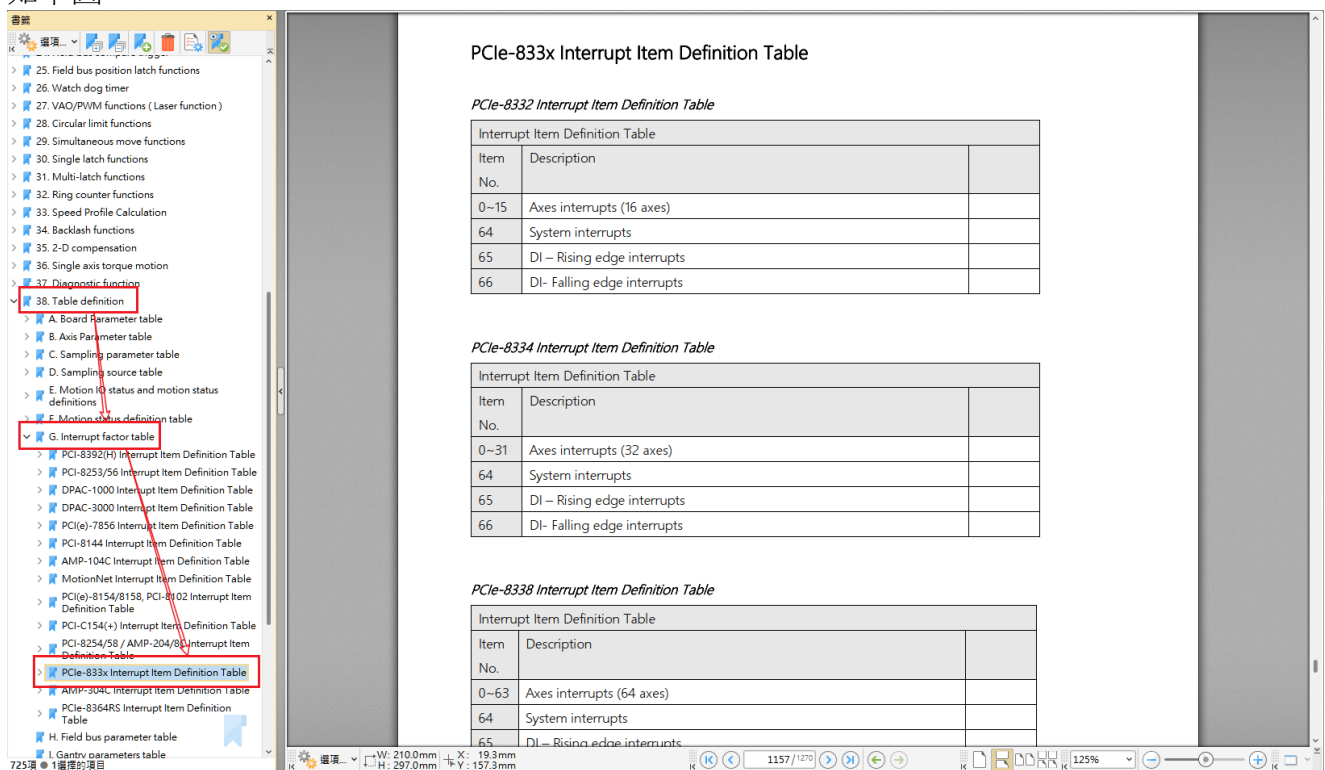 書籤
選項...
25. Field bus position latch functions
26. Watch dog timer
27. VAO/PWM functions ( Laser function )
28. Circular limit functions
29. Simultaneous move functions
30. Single latch functions
31. Multi-latch functions
32. Ring counter functions
33. Speed Profile Calculation
34. Backlash functions
35. 2-D compensation
36. Single axis torque motion
37. Diagnostic function
38. Table definition
A. Board Parameter table
B. Axis Parameter table
C. Sampling parameter table
D. Sampling source table
E. Motion IO status and motion status
definitions
F. Motion status definition table
G. Interrupt factor table
PCI-8392(H) Interrupt Item Definition Table
PCI-8253/56 Interrupt Item Definition Table
DPAC-1000 Interrupt Item Definition Table
DPAC-3000 Interrupt Item Definition Table
PCI(e)-7856 Interrupt Item Definition Table
PCI-8144 Interrupt Item Definition Table
AMP-104C Interrupt Item Definition Table
MotionNet Interrupt Item Definition Table
PCI(e)-8154/8158, PCI-8102 Interrupt Item
Definition Table
PCI-C154(+) Interrupt Item Definition Table
PCI-8254/58 / AMP-204/8C Interrupt Item
Definition Table
PCIe-833x Interrupt Item Definition Table
AMP-304C Interrupt Item Definition Table
PCIe-8364RS Interrupt Item Definition
Table
H. Field bus parameter table
I. Gantry parameters table
725項 ● 1選擇的項目
PCIe-833x Interrupt Item Definition Table
PCIe-8332 Interrupt Item Definition Table
Interrupt Item Definition Table
Item Description
No.
0~15 Axes interrupts (16 axes)
64 System interrupts
65 DI – Rising edge interrupts
66 DI- Falling edge interrupts
PCIe-8334 Interrupt Item Definition Table
Interrupt Item Definition Table
Item Description
No.
0~31 Axes interrupts (32 axes)
64 System interrupts
65 DI – Rising edge interrupts
66 DI- Falling edge interrupts
PCIe-8338 Interrupt Item Definition Table
Interrupt Item Definition Table
Item Description
No.
0~63 Axes interrupts (64 axes)
64 System interrupts
65 DI – Rising edge interrupts
選項... W: 210.0mm X: 19.3mm 1157/1270 125%
H: 297.0mm Y: 157.3mm